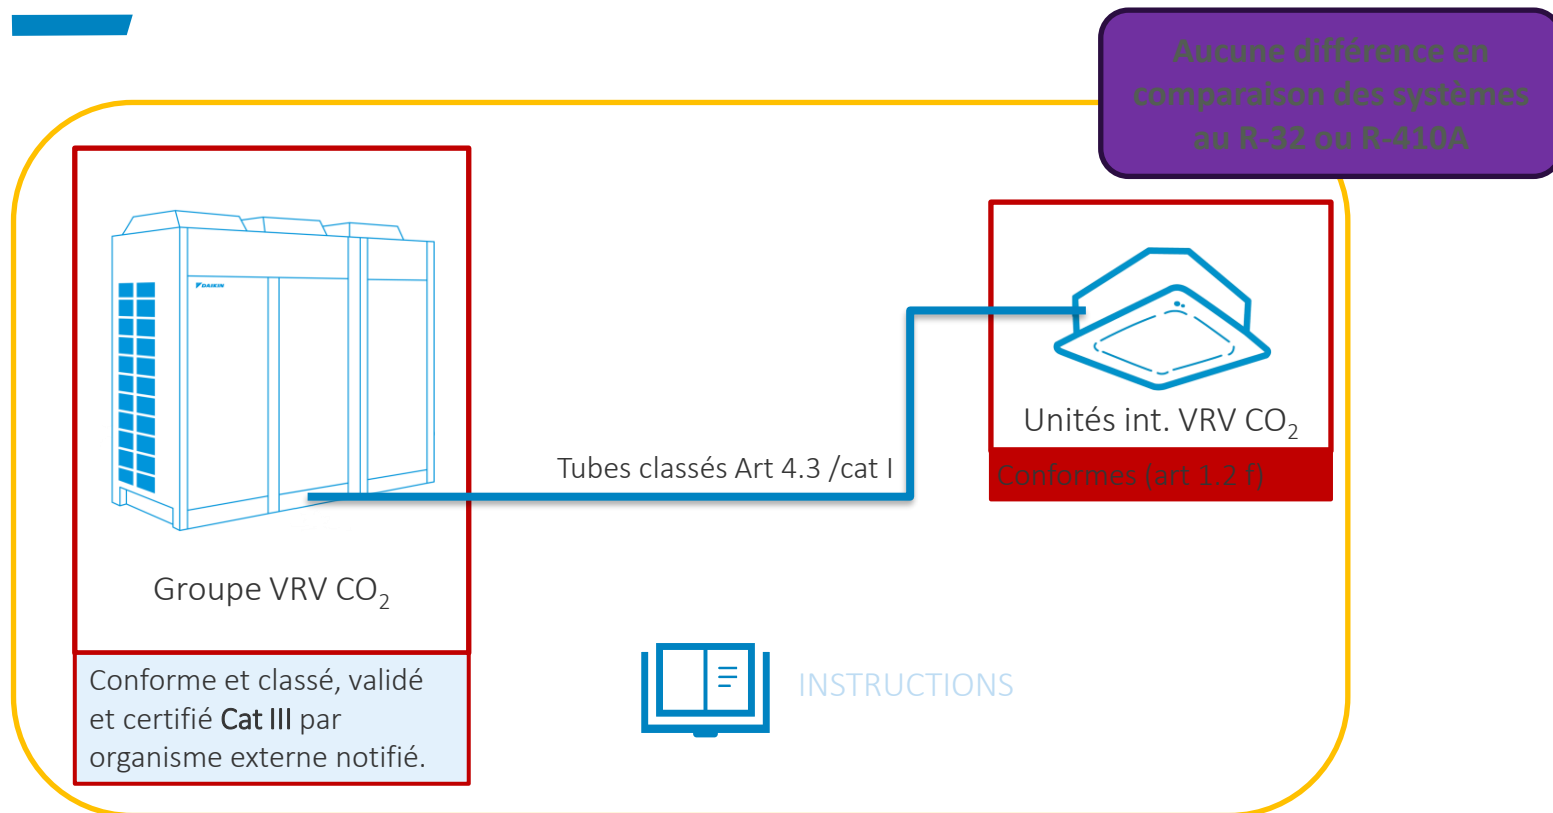 Aucune différence en
comparaison des systèmes
au R-32 ou R-410A
DAIKIN
Unités int. VRV CO₂
Conformes (art 1.2 f)
Tubes classés Art 4.3 /cat I
Groupe VRV CO₂
Conforme et classé, validé
et certifié Cat III par
organisme externe notifié.
INSTRUCTIONS